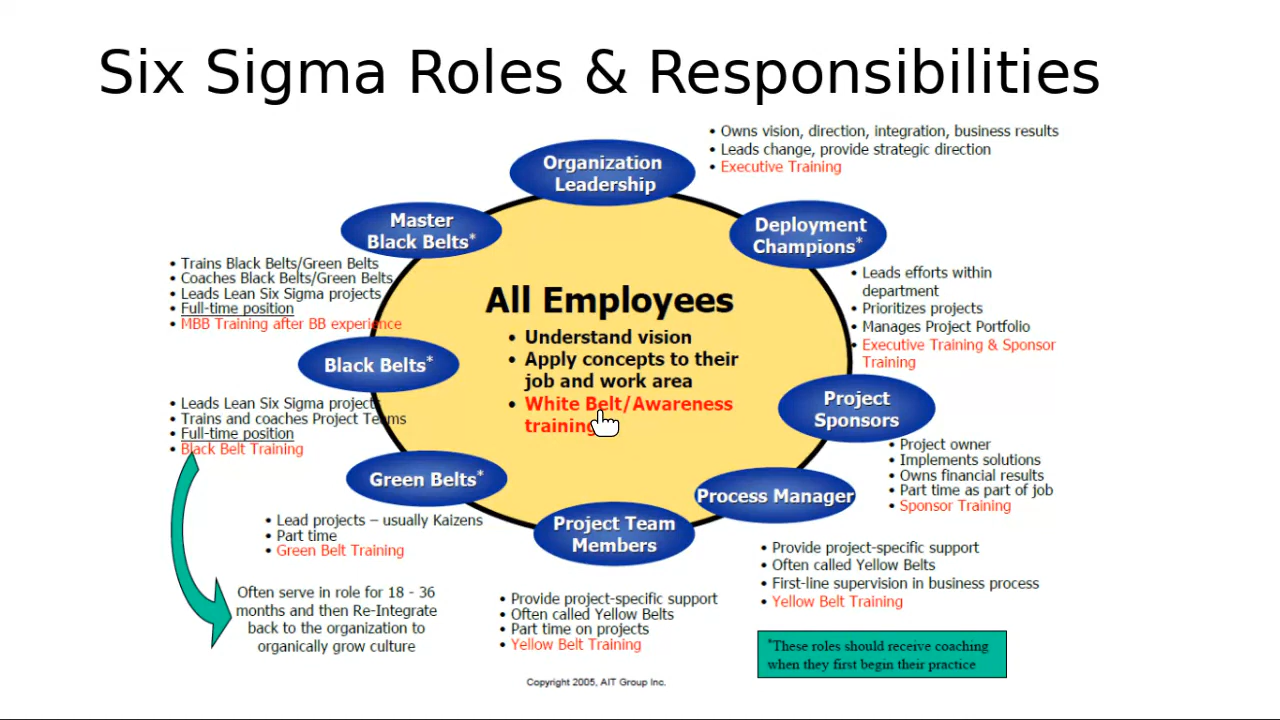 Six Sigma Roles & Responsibilities
• Owns vision, direction, integration, business results
• Leads change, provide strategic direction
• Executive Training
Organization
Leadership
Deployment
Champions*
• Leads efforts within
department
• Prioritizes projects
• Manages Project Portfolio
• Executive Training & Sponsor
Training
Project
Sponsors
• Project owner
• Implements solutions
• Owns financial results
• Part time as part of job
• Sponsor Training
Process Manager
• Provide project-specific support
• Often called Yellow Belts
• First-line supervision in business process
• Yellow Belt Training
Project Team
Members
• Provide project-specific support
• Often called Yellow Belts
• Part time on projects
• Yellow Belt Training
Green Belts*
• Lead projects – usually Kaizens
• Part time
• Green Belt Training
Black Belts*
• Leads Lean Six Sigma projects
• Trains and coaches Project Teams
• Full-time position
• Black Belt Training
Often serve in role for 18 - 36
months and then Re-Integrate
back to the organization to
organically grow culture
Master
Black Belts*
• Trains Black Belts/Green Belts
• Coaches Black Belts/Green Belts
• Leads Lean Six Sigma projects
• Full-time position
• MBB Training after BB experience
All Employees
• Understand vision
• Apply concepts to their
job and work area
• White Belt/Awareness
training
*These roles should receive coaching
when they first begin their practice
Copyright 2005, AIT Group Inc.